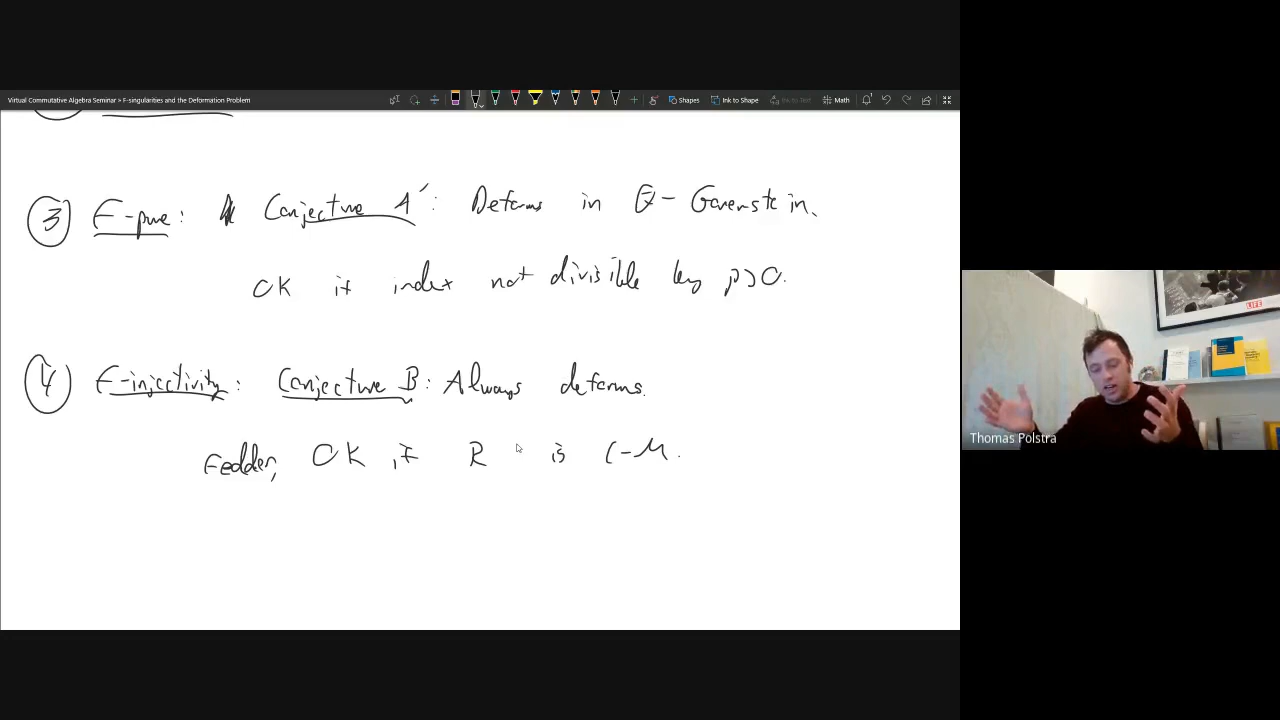 Virtual Commutative Algebra Seminar > F-singularities and the Deformation Problem
Shapes
Ink to Shape
Math
③ F-pure: Conjecture A': Deforms in Q-Gorenstein.
OK if index not divisible by p>0.
④ F-injectivity: Conjecture B: Always deforms.
Fedder, OK if R is C-M.
LIFE
Thomas Polstra